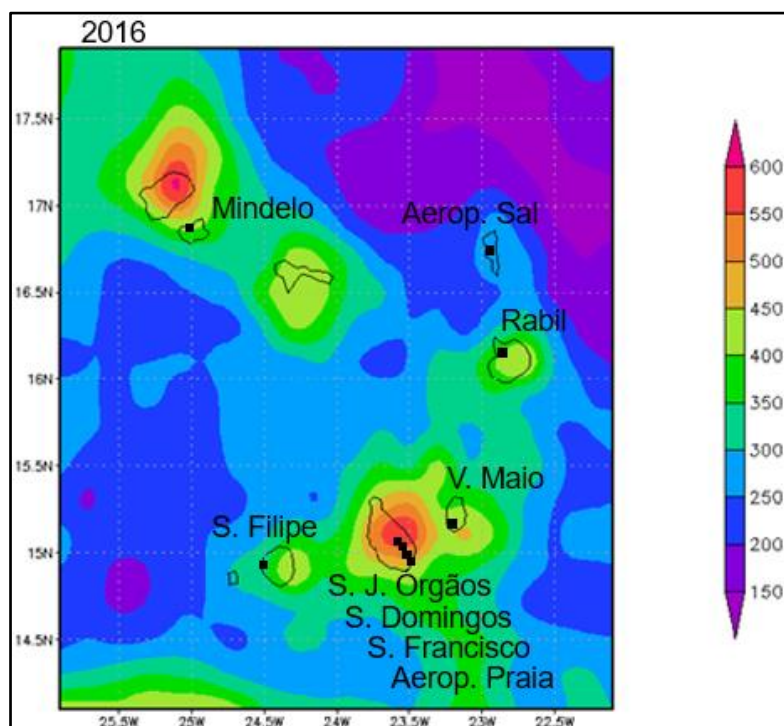 2016
17.5N
17N
16.5N
16N
15.5N
15N
14.5N
Mindelo
Aerop. Sal
Rabil
V. Maio
S. Filipe
S. J. Orgãos
S. Domingos
S. Francisco
Aerop. Praia
25.5W
25W
24.5W
24W
23.5W
23W
22.5W
600
550
500
450
400
350
300
250
200
150